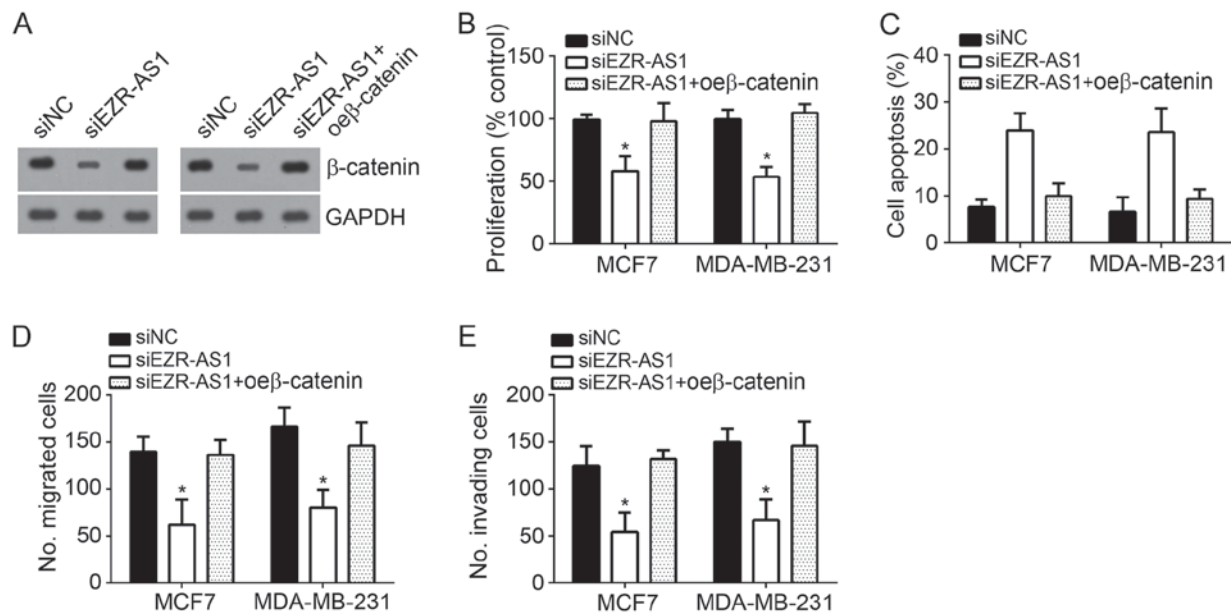 A
siNC
siEZR-AS1
siNC
siEZR-AS1
siEZR-AS1+
oeβ-catenin
β-catenin
GAPDH
B
siNC
siEZR-AS1
siEZR-AS1+oeβ-catenin
Proliferation (% control)
150
100
50
0
*
*
MCF7
MDA-MB-231
C
siNC
siEZR-AS1
siEZR-AS1+oeβ-catenin
Cell apoptosis (%)
40
30
20
10
0
MCF7
MDA-MB-231
D
siNC
siEZR-AS1
siEZR-AS1+oeβ-catenin
No. migrated cells
200
150
100
50
0
*
*
MCF7
MDA-MB-231
E
siNC
siEZR-AS1
siEZR-AS1+oeβ-catenin
No. invading cells
200
150
100
50
0
*
*
MCF7
MDA-MB-231